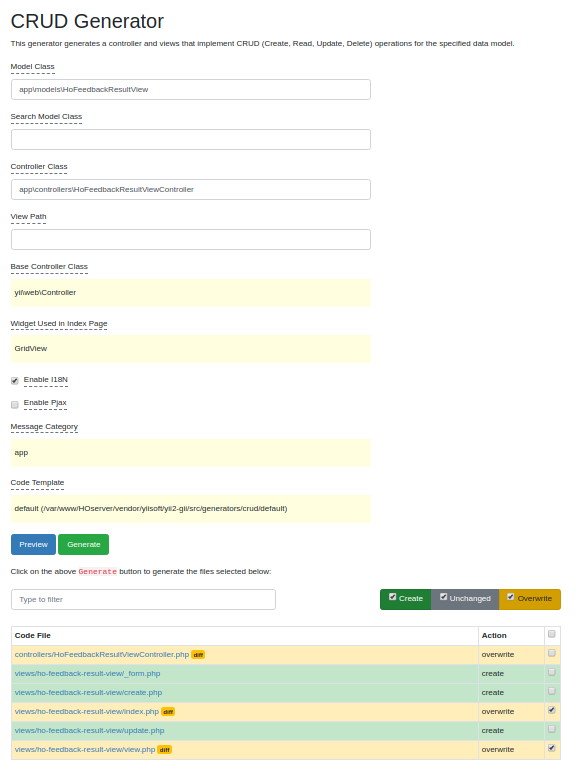 CRUD Generator
This generator generates a controller and views that implement CRUD (Create, Read, Update, Delete) operations for the specified data model.
Model Class
app\models\HoFeedbackResultView
Search Model Class
Controller Class
app\controllers\HoFeedbackResultViewController
View Path
Base Controller Class
yii\web\Controller
Widget Used in Index Page
GridView
Enable I18N
Enable Pjax
Message Category
app
Code Template
default (/var/www/HOserver/vendor/yiisoft/yii2-gii/src/generators/crud/default)
Preview Generate
Click on the above Generate button to generate the files selected below:
Type to filter Create Unchanged Overwrite
Code File Action
controllers/HoFeedbackResultViewController.php diff overwrite
views/ho-feedback-result-view/_form.php create
views/ho-feedback-result-view/create.php create
views/ho-feedback-result-view/index.php diff overwrite
views/ho-feedback-result-view/update.php create
views/ho-feedback-result-view/view.php diff overwrite